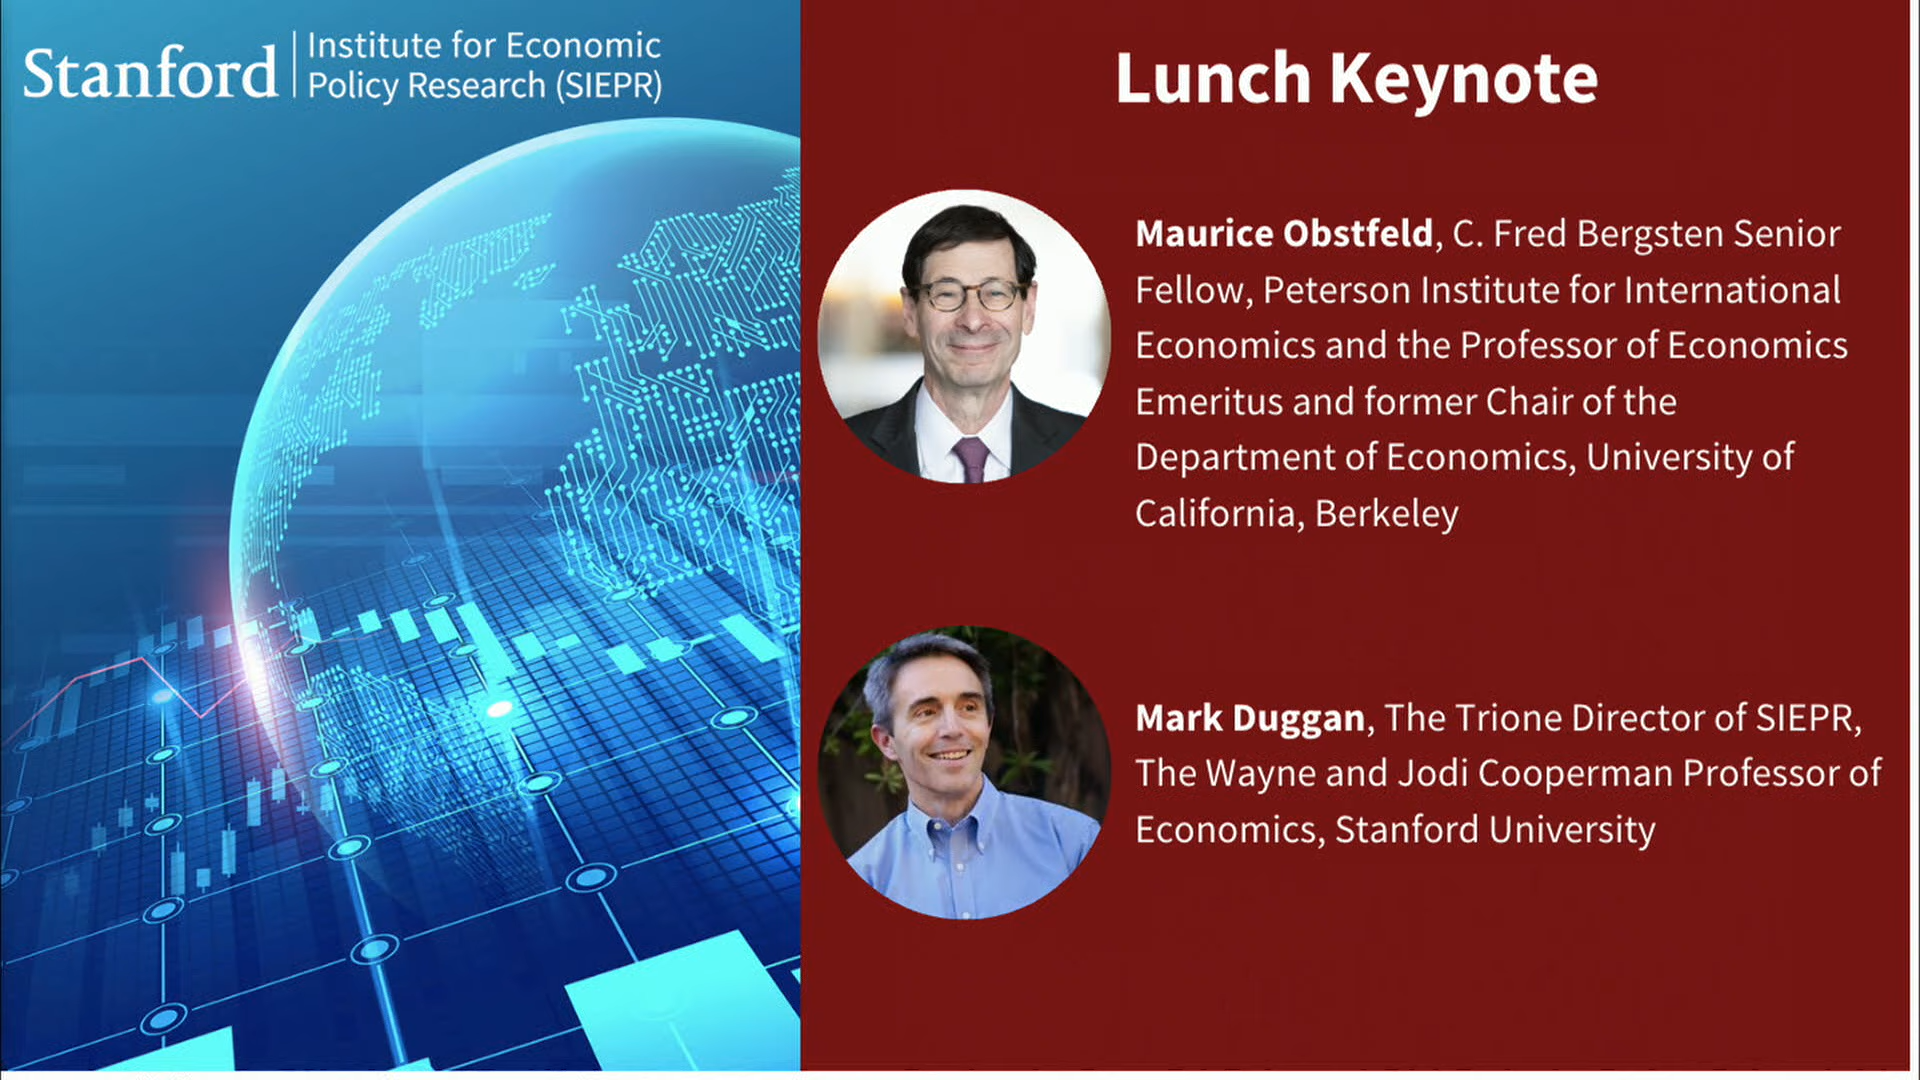 Stanford
Institute for Economic
Policy Research (SIEPR)
Lunch Keynote
Maurice Obstfeld, C. Fred Bergsten Senior
Fellow, Peterson Institute for International
Economics and the Professor of Economics
Emeritus and former Chair of the
Department of Economics, University of
California, Berkeley
Mark Duggan, The Trione Director of SIEPR,
The Wayne and Jodi Cooperman Professor of
Economics, Stanford University